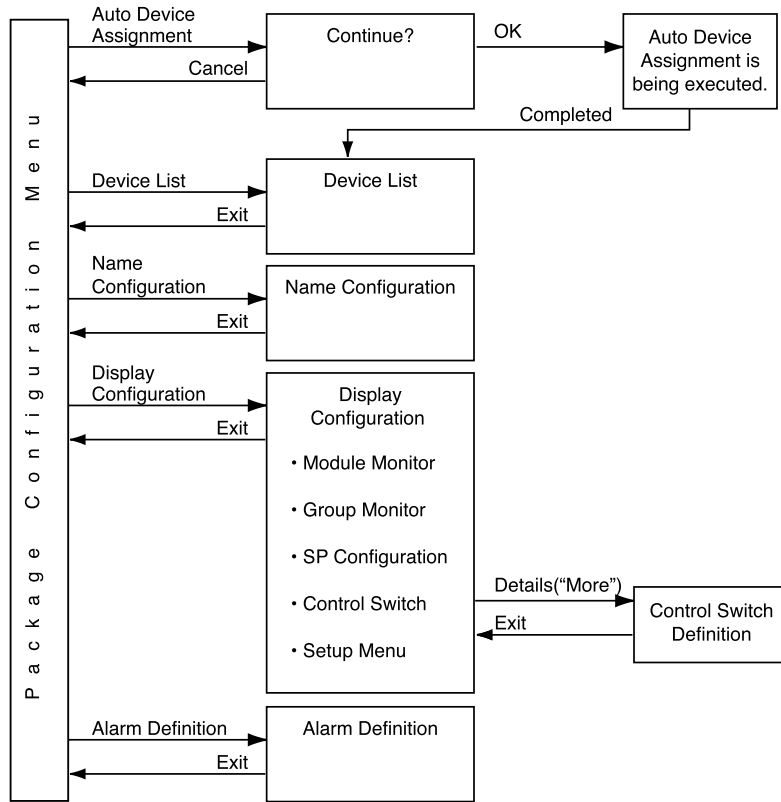 Package Configuration Menu
Auto Device
Assignment
Cancel
Continue?
OK
Auto Device
Assignment is
being executed.
Completed
Device List
Exit
Device List
Name
Configuration
Exit
Name Configuration
Display
Configuration
Exit
Display
Configuration
・Module Monitor
・Group Monitor
・SP Configuration
・Control Switch
・Setup Menu
Details(“More”)
Exit
Control Switch
Definition
Alarm Definition
Exit
Alarm Definition